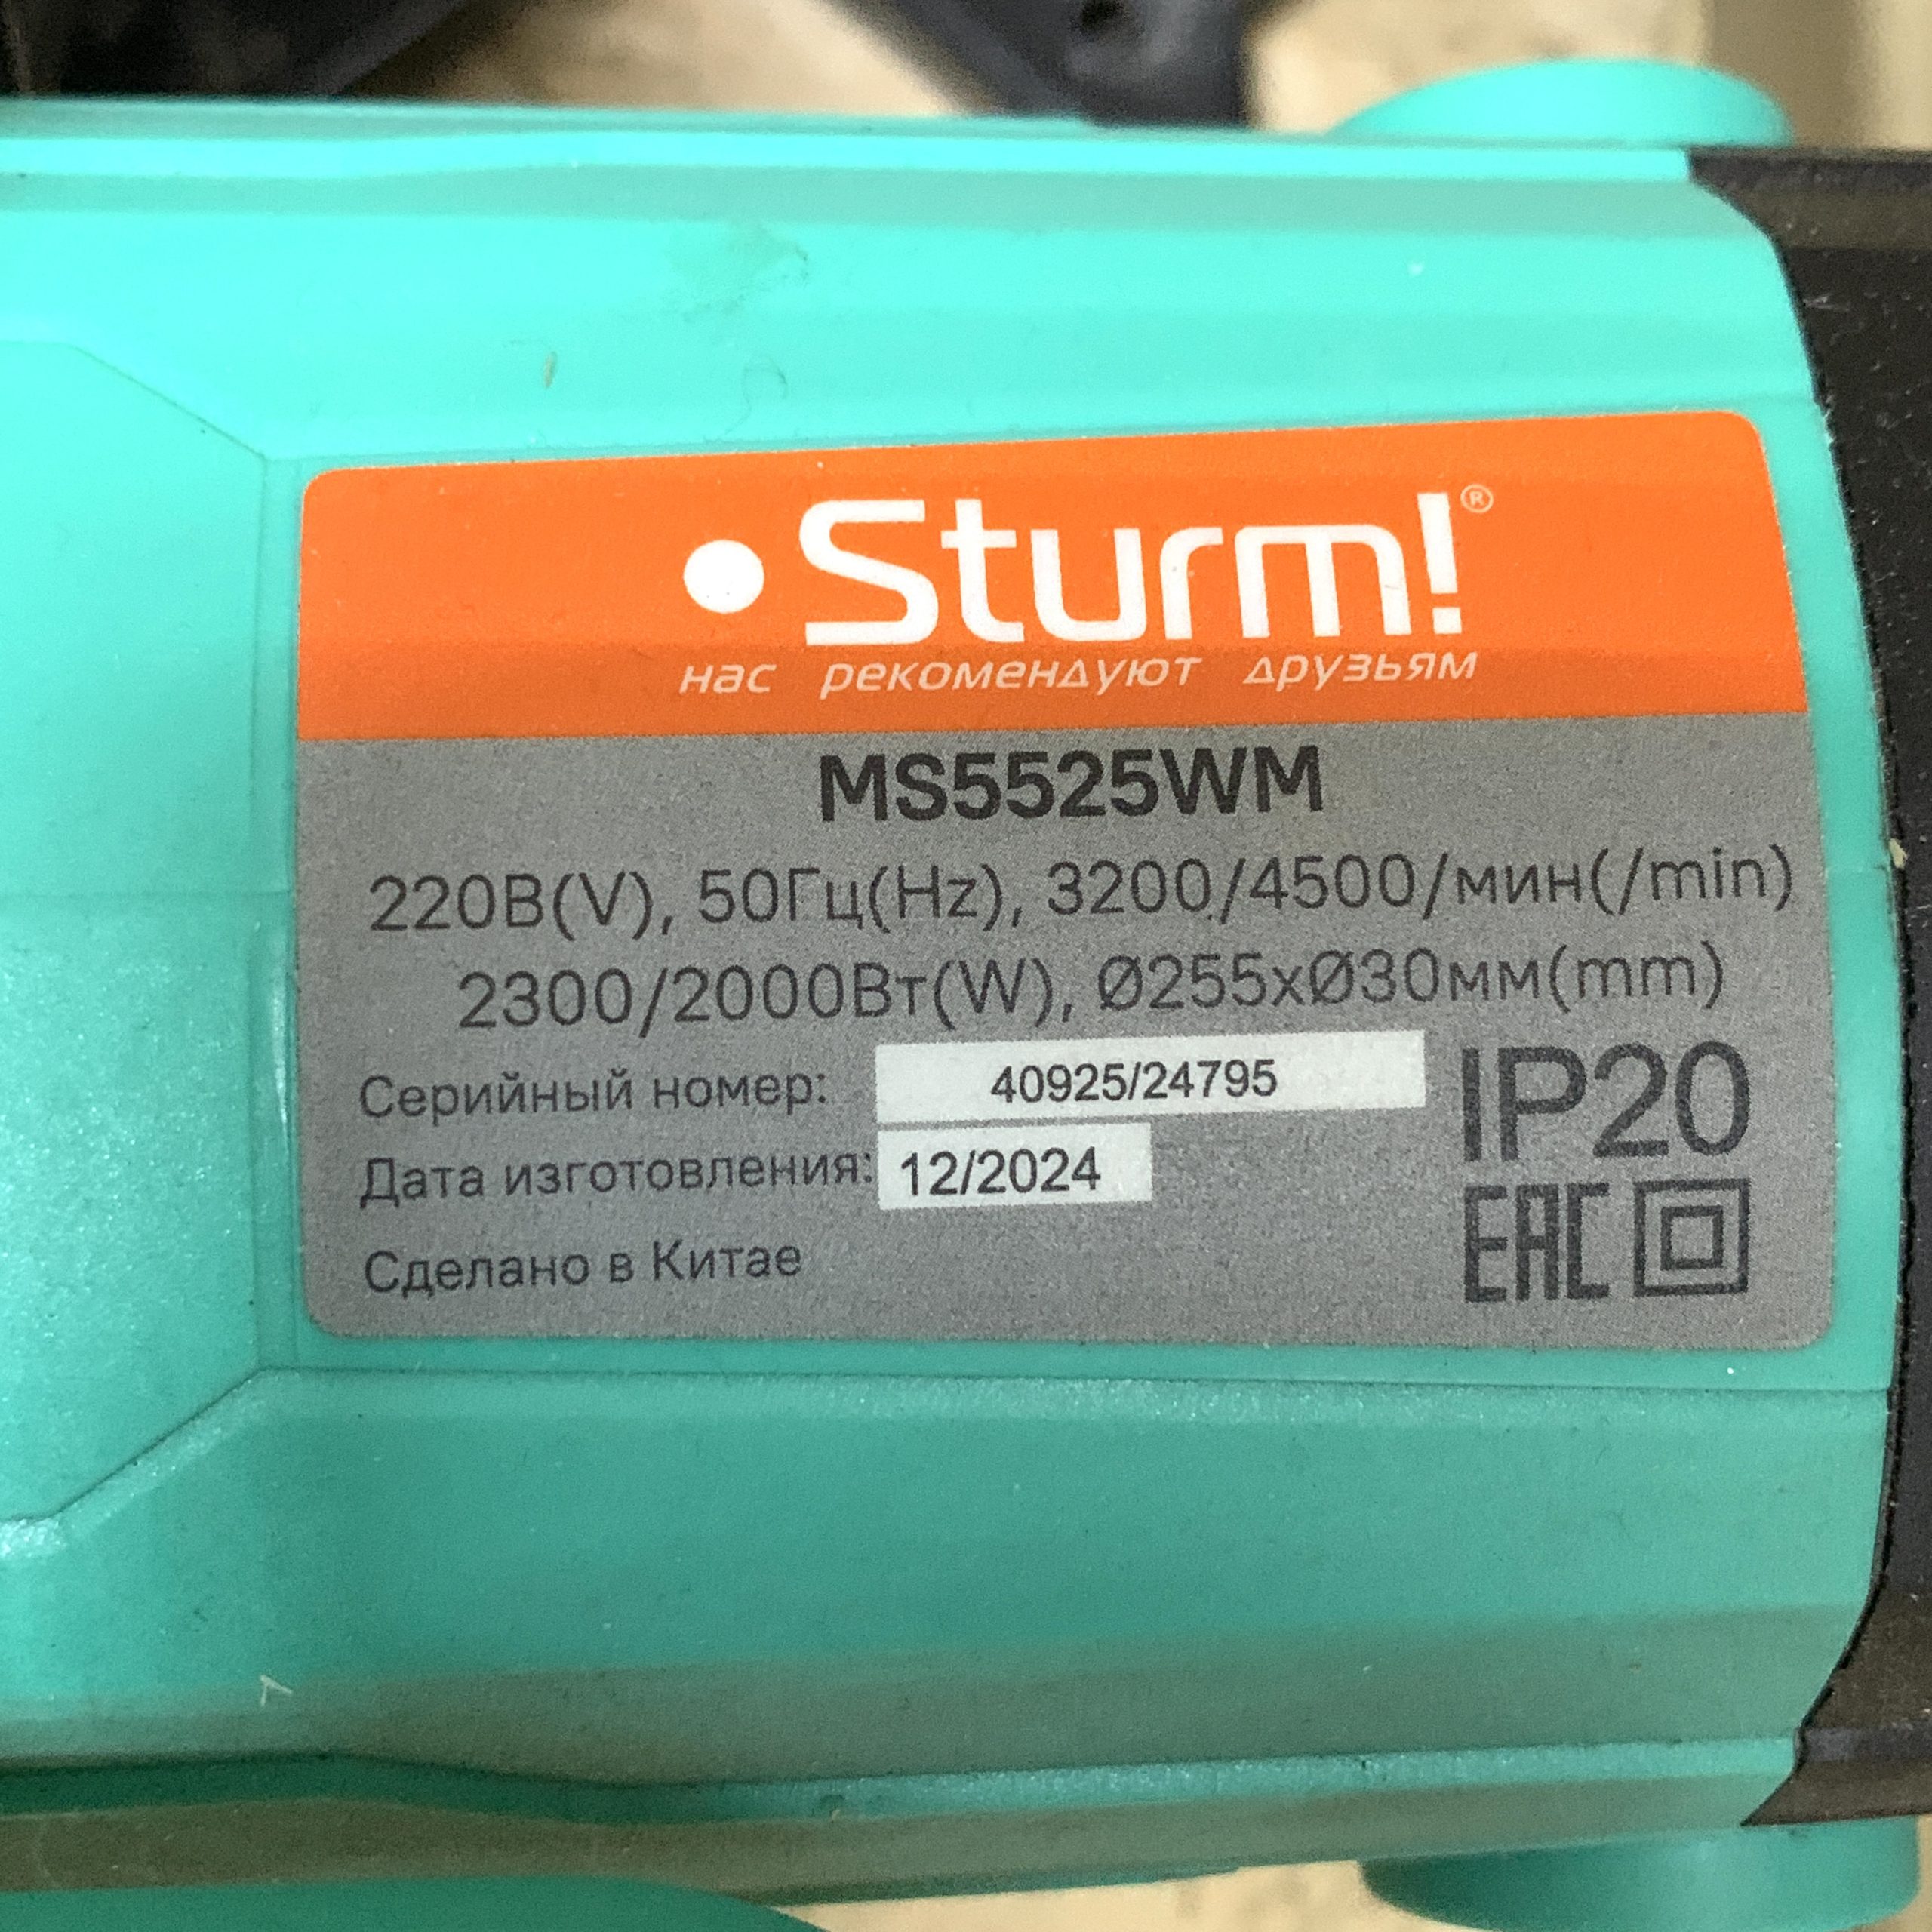 Sturm!®
нас рекомендуют друзьям
MS5525WM
220В(V), 50Гц(Hz), 3200/4500/мин(/min)
2300/2000Вт(W), Ø255xØ30мм(mm)
Серийный номер: 40925/24795
IP20
Дата изготовления: 12/2024
EAC
Сделано в Китае